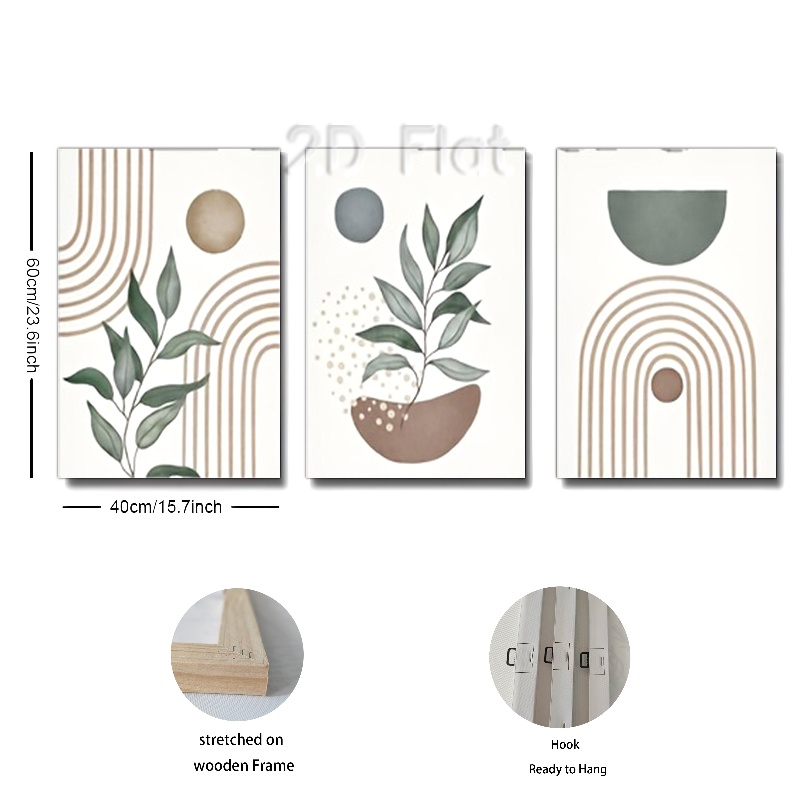 2D Flat
60cm/23.6inch
40cm/15.7inch
stretched on
wooden Frame
Hook
Ready to Hang